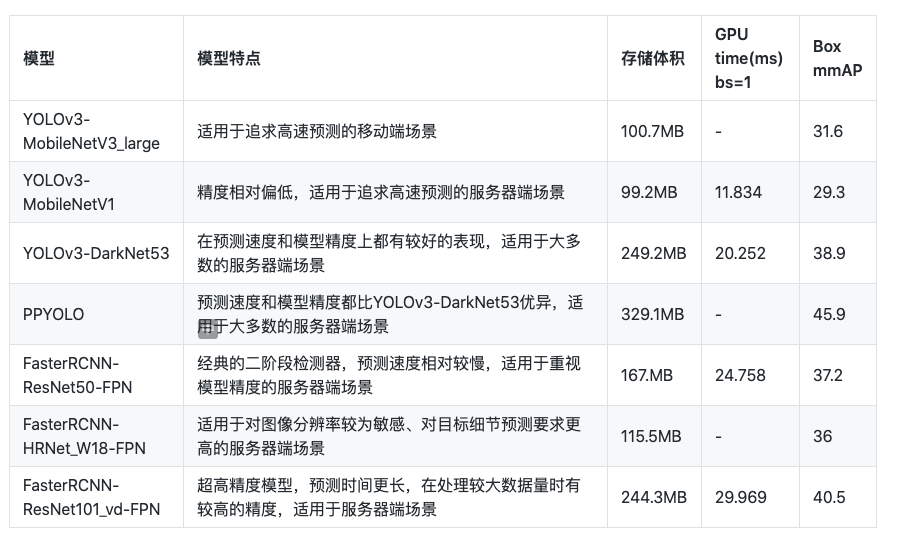 模型 模型特点 存储体积 GPU time(ms) bs=1 Box mmAP
YOLOv3-
MobileNetV3_large
适用于追求高速预测的移动端场景 100.7MB - 31.6
YOLOv3-
MobileNetV1
精度相对偏低，适用于追求高速预测的服务器端场景 99.2MB 11.834 29.3
YOLOv3-DarkNet53
在预测速度和模型精度上都有较好的表现，适用于大多
数的服务器端场景
249.2MB 20.252 38.9
PPYOLO
预测速度和模型精度都比YOLOv3-DarkNet53优异，适
用于大多数的服务器端场景
329.1MB - 45.9
FasterRCNN-
ResNet50-FPN
经典的二阶段检测器，预测速度相对较慢，适用于重视
模型精度的服务器端场景
167.MB 24.758 37.2
FasterRCNN-
HRNet_W18-FPN
适用于对图像分辨率较为敏感、对目标细节预测要求更
高的服务器端场景
115.5MB - 36
FasterRCNN-
ResNet101_vd-FPN
超高精度模型，预测时间更长，在处理较大数据量时有
较高的精度，适用于服务器端场景
244.3MB 29.969 40.5